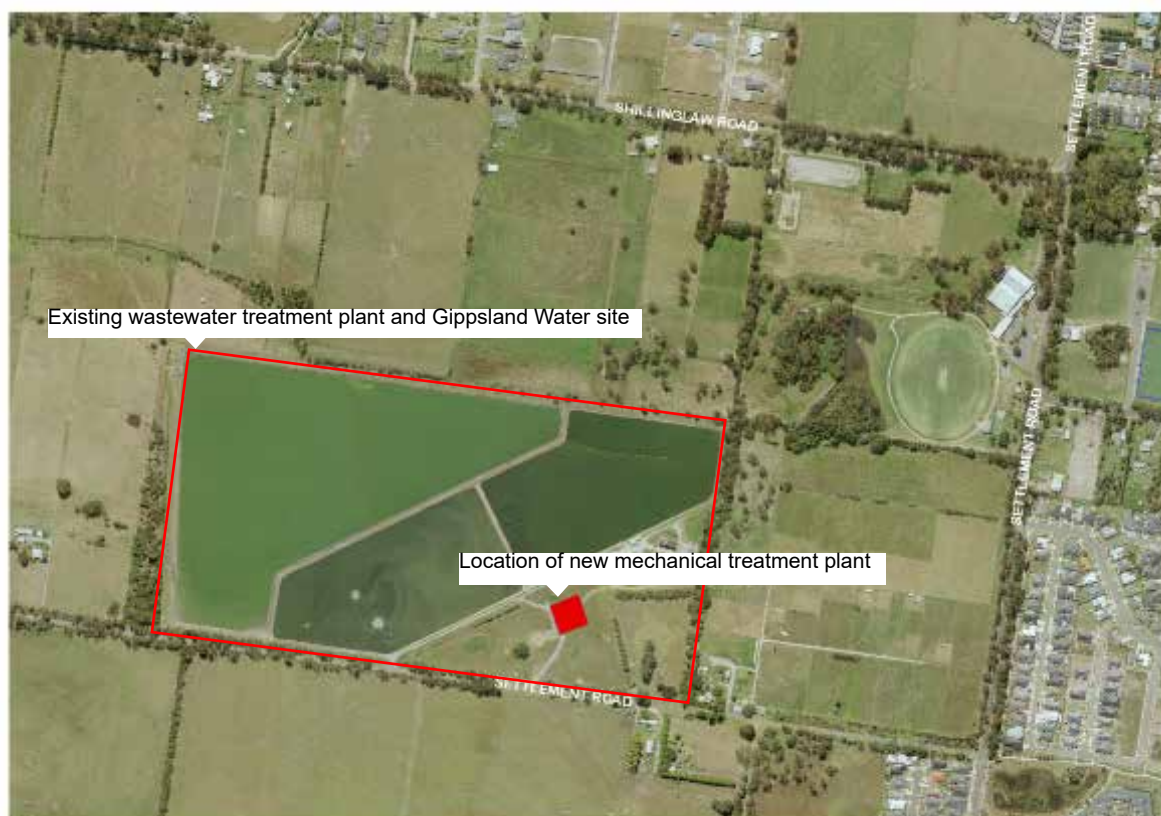 SETTLEMENT ROAD
SHILLINGLAW ROAD
Existing wastewater treatment plant and Gippsland Water site
SETTLEMENT ROAD
Location of new mechanical treatment plant
SETTLEMENT ROAD